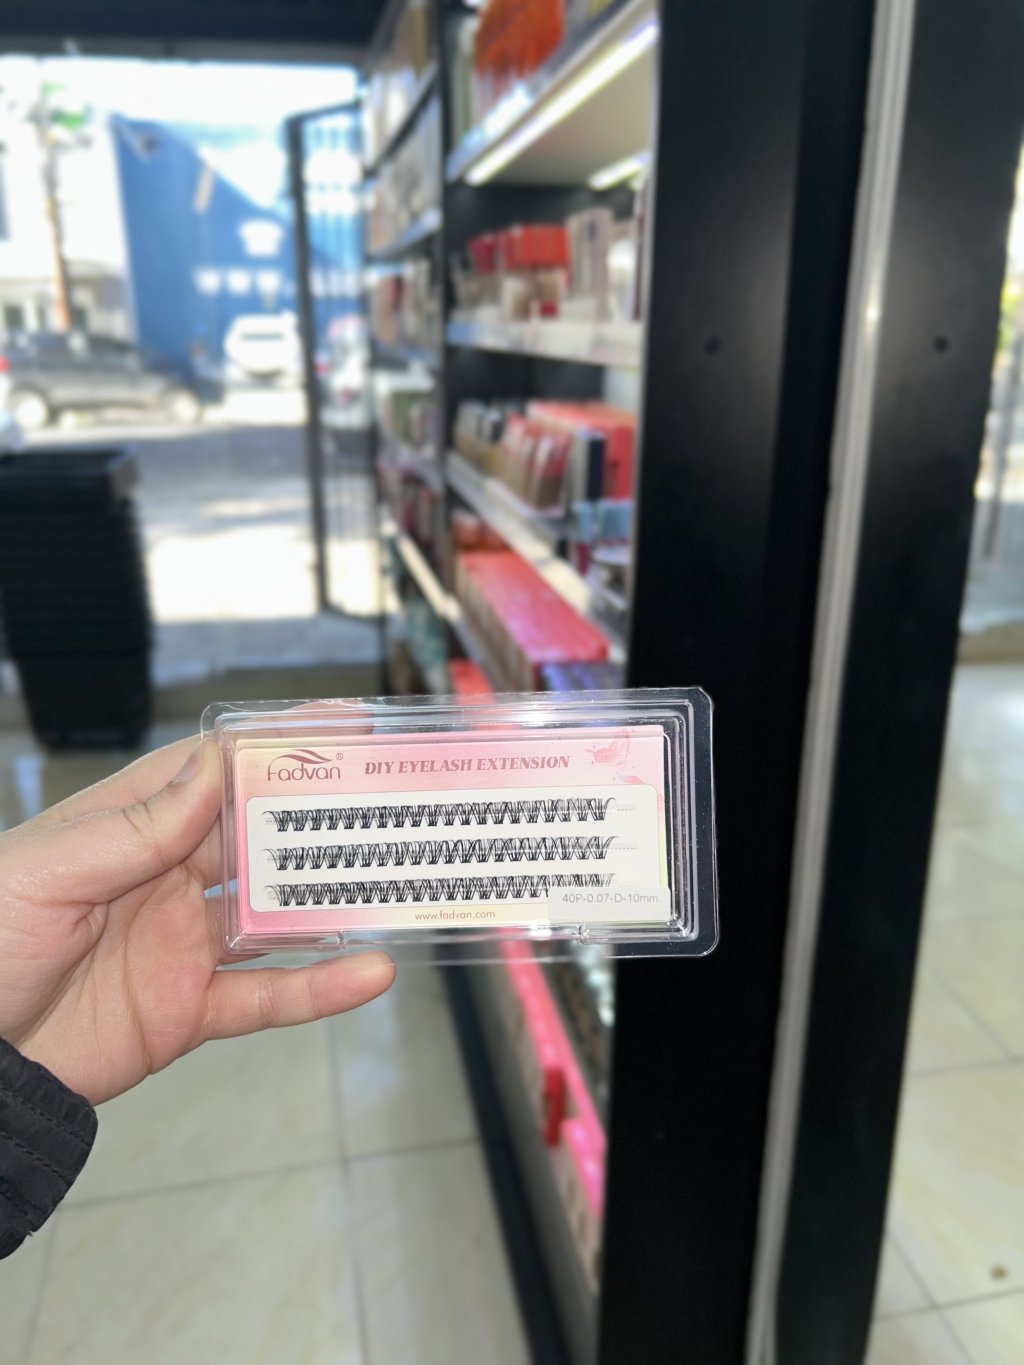 Fadvan® DIY EYELASH EXTENSION
40P-0.07-D-10mm
www.fadvan.com